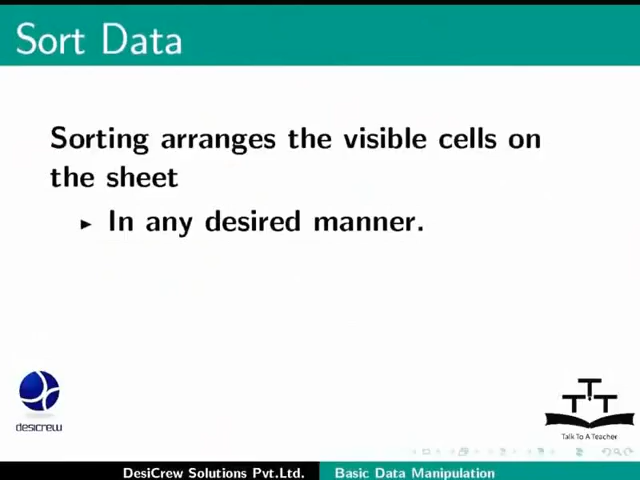 Sort Data
Sorting arranges the visible cells on
the sheet
▶ In any desired manner.
desicrew
T T T
Talk To A Teacher
DesiCrew Solutions Pvt.Ltd.
Basic Data Manipulation